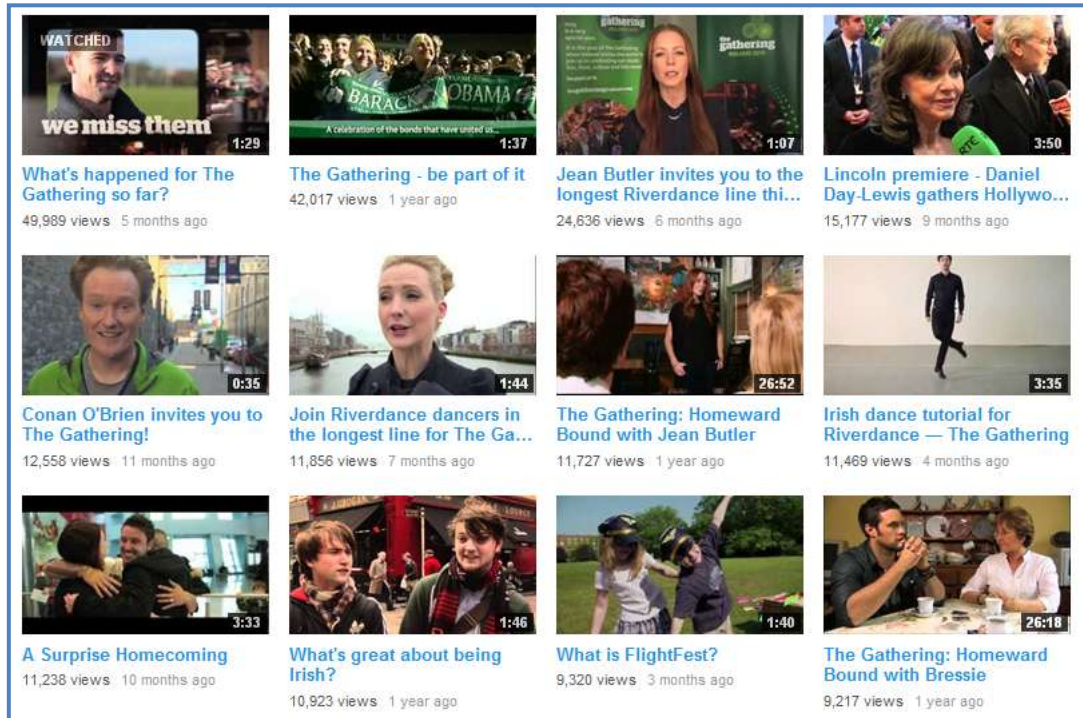 WATCHED
we miss them
1:29
What's happened for The
Gathering so far?
49,989 views 5 months ago
BARACK OBAMA
A celebration of the bonds that have united us...
1:37
The Gathering - be part of it
42,017 views 1 year ago
gathering
the
gathering
1:07
Jean Butler invites you to the
longest Riverdance line thi...
24,636 views 6 months ago
RTÉ
3:50
Lincoln premiere - Daniel
Day-Lewis gathers Hollywo...
15,177 views 9 months ago
0:35
Conan O'Brien invites you to
The Gathering!
12,558 views 11 months ago
1:44
Join Riverdance dancers in
the longest line for The Ga...
11,856 views 7 months ago
26:52
The Gathering: Homeward
Bound with Jean Butler
11,727 views 1 year ago
3:35
Irish dance tutorial for
Riverdance — The Gathering
11,469 views 4 months ago
3:33
A Surprise Homecoming
11,238 views 10 months ago
1:46
What's great about being
Irish?
10,923 views 1 year ago
1:40
What is FlightFest?
9,320 views 3 months ago
26:18
The Gathering: Homeward
Bound with Bressie
9,217 views 1 year ago